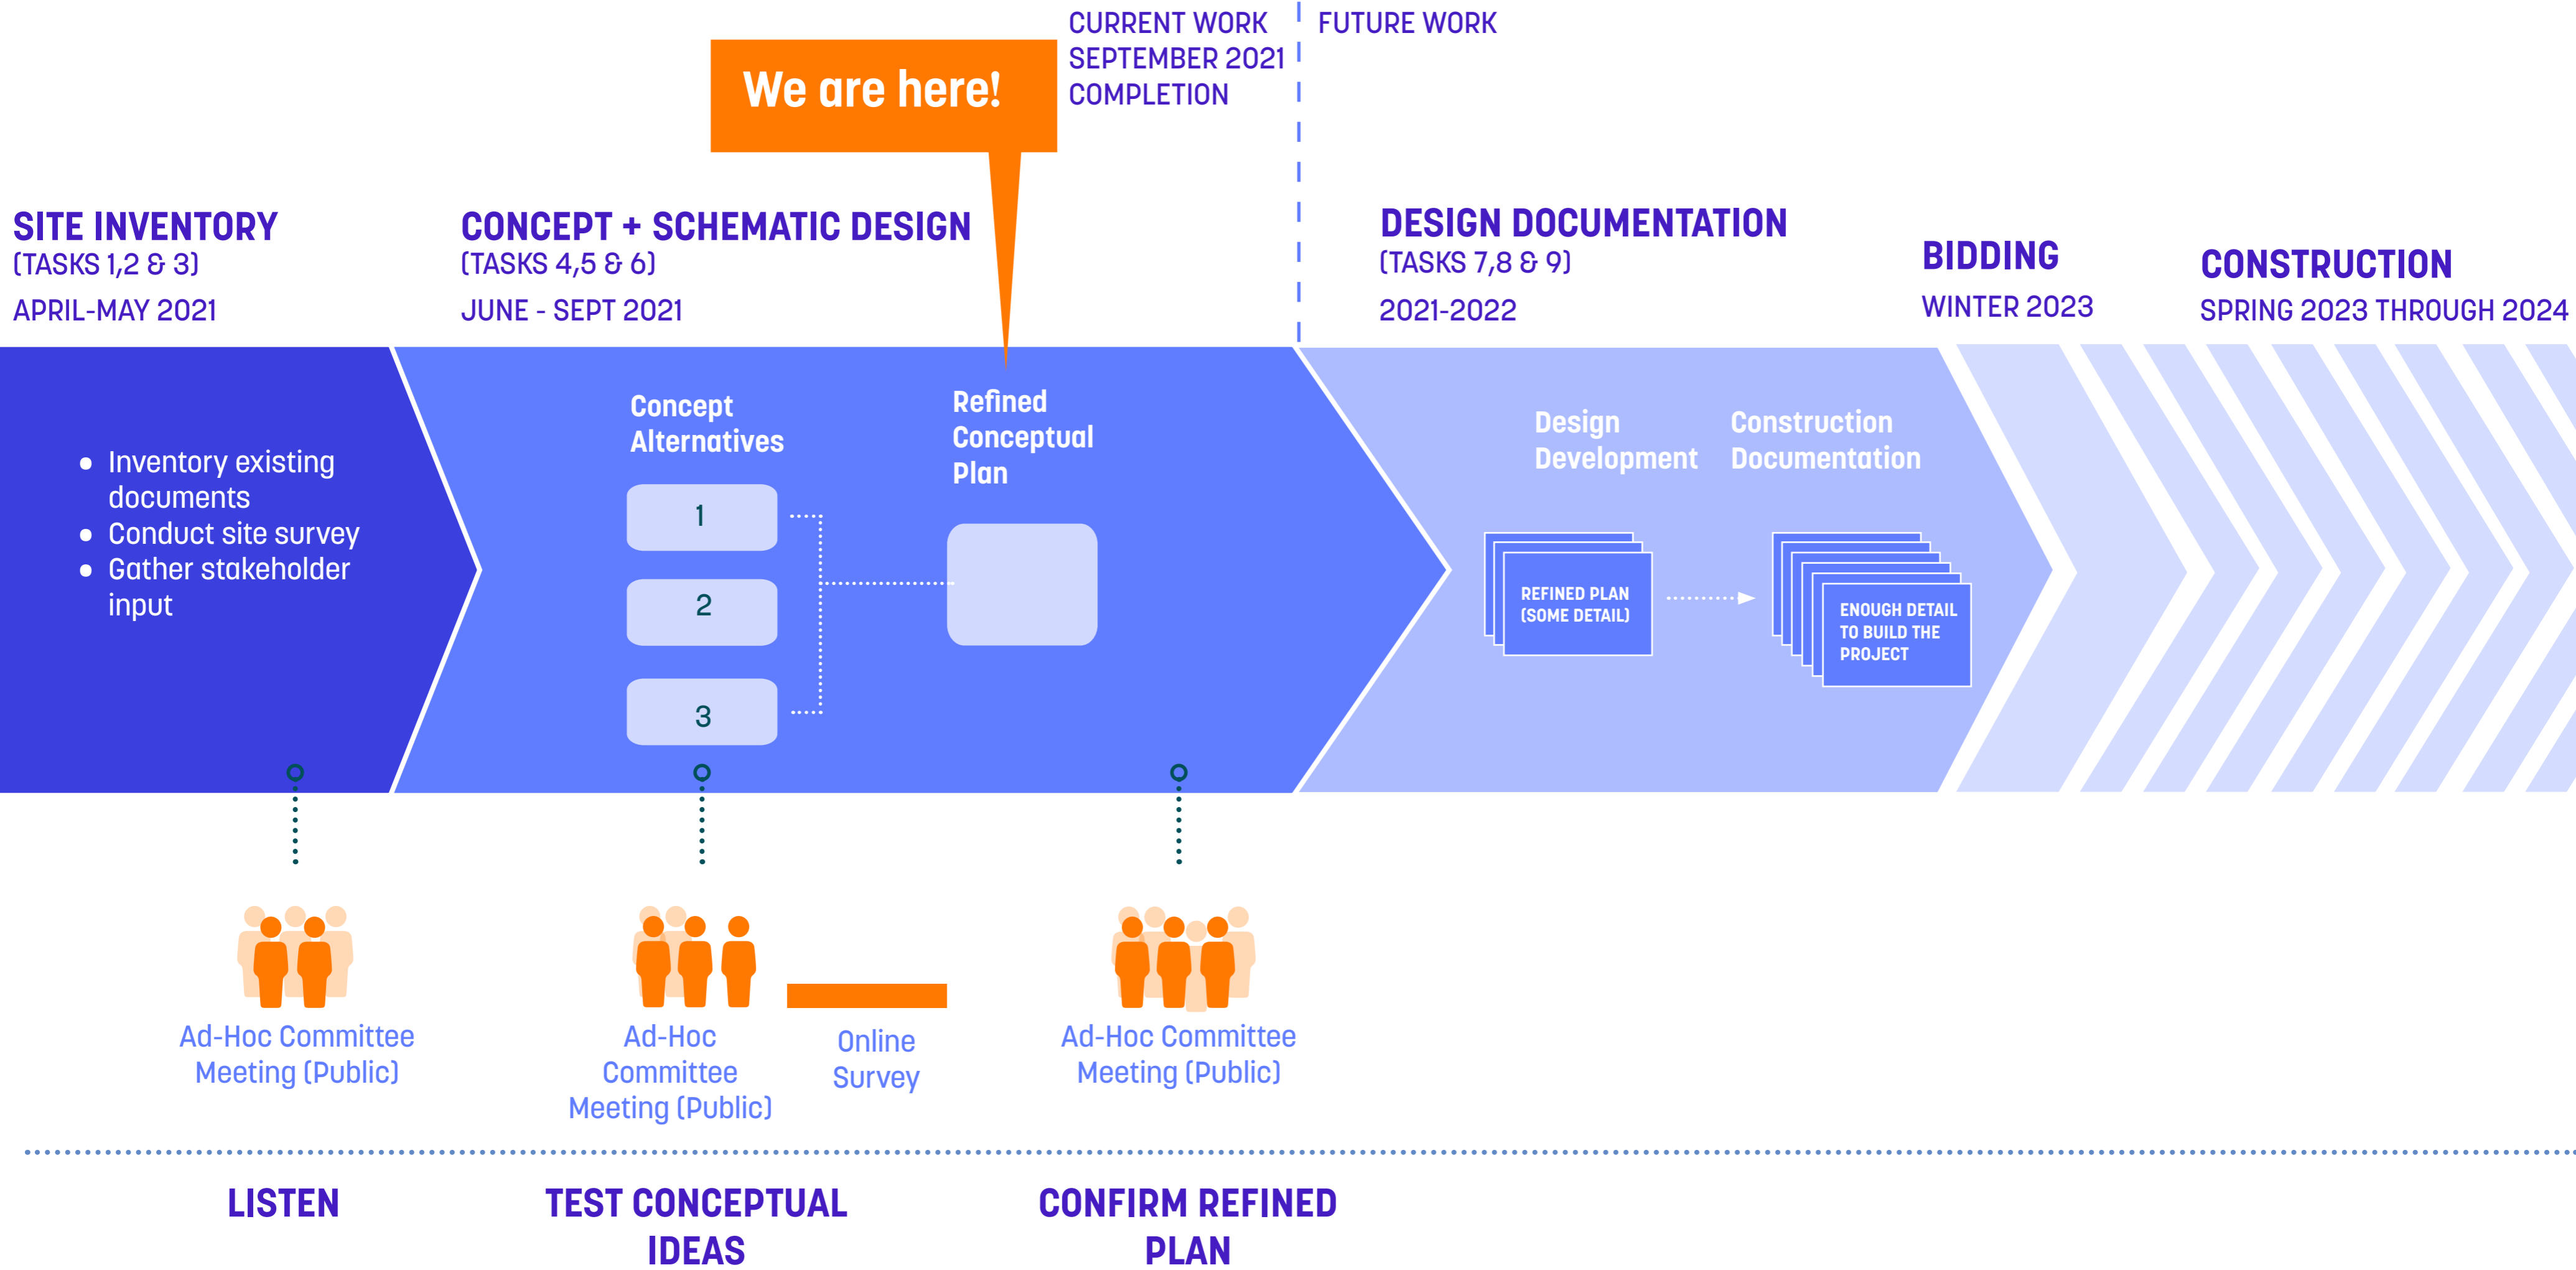 CURRENT WORK
SEPTEMBER 2021
COMPLETION
FUTURE WORK
We are here!
SITE INVENTORY
(TASKS 1,2 & 3)
APRIL-MAY 2021
CONCEPT + SCHEMATIC DESIGN
(TASKS 4,5 & 6)
JUNE - SEPT 2021
DESIGN DOCUMENTATION
(TASKS 7,8 & 9)
2021-2022
BIDDING
WINTER 2023
CONSTRUCTION
SPRING 2023 THROUGH 2024
• Inventory existing
documents
• Conduct site survey
• Gather stakeholder
input
Concept
Alternatives
1
2
3
Refined
Conceptual
Plan
Design
Development
REFINED PLAN
(SOME DETAIL)
Construction
Documentation
ENOUGH DETAIL
TO BUILD THE
PROJECT
Ad-Hoc Committee
Meeting (Public)
Ad-Hoc
Committee
Meeting (Public)
Online
Survey
Ad-Hoc Committee
Meeting (Public)
LISTEN
TEST CONCEPTUAL
IDEAS
CONFIRM REFINED
PLAN